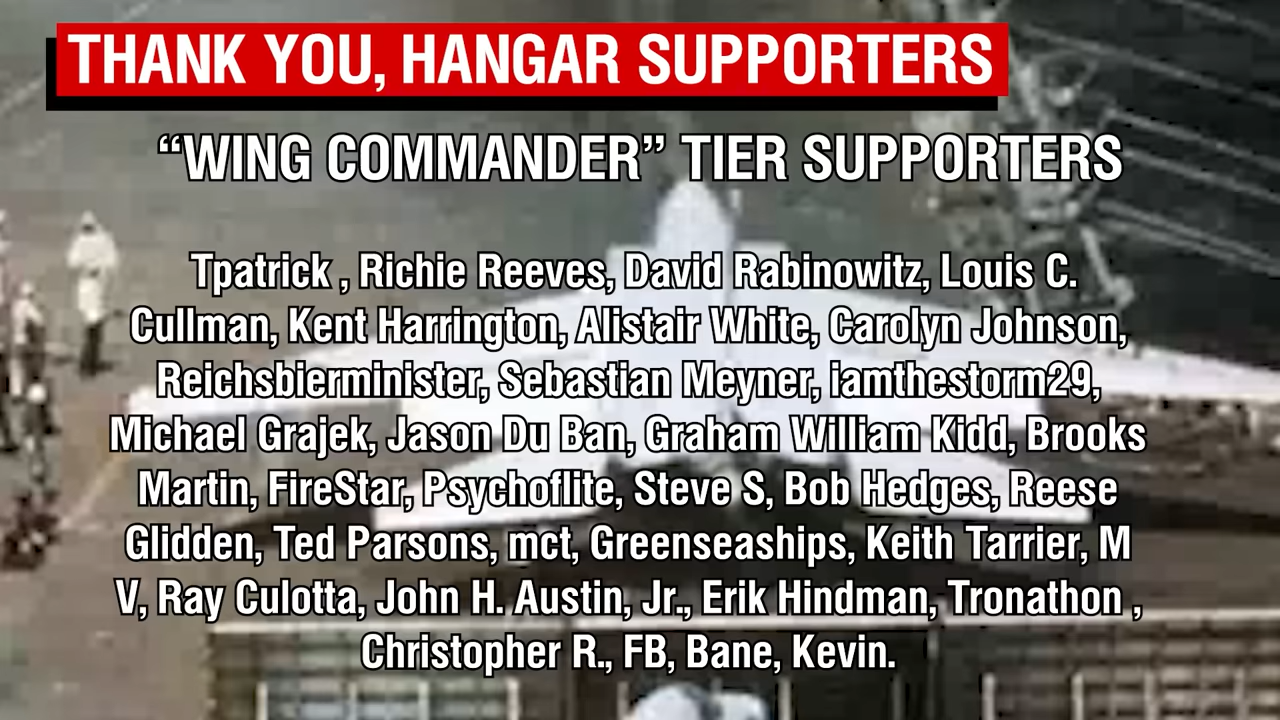 THANK YOU, HANGAR SUPPORTERS
“WING COMMANDER” TIER SUPPORTERS
Tpatrick , Richie Reeves, David Rabinowitz, Louis C.
Cullman, Kent Harrington, Alistair White, Carolyn Johnson,
Reichsbierminister, Sebastian Meyner, iamthestorm29,
Michael Grajek, Jason Du Ban, Graham William Kidd, Brooks
Martin, FireStar, Psychoflite, Steve S, Bob Hedges, Reese
Glidden, Ted Parsons, mct, Greenseaships, Keith Tarrier, M
V, Ray Culotta, John H. Austin, Jr., Erik Hindman, Tronathon ,
Christopher R., FB, Bane, Kevin.